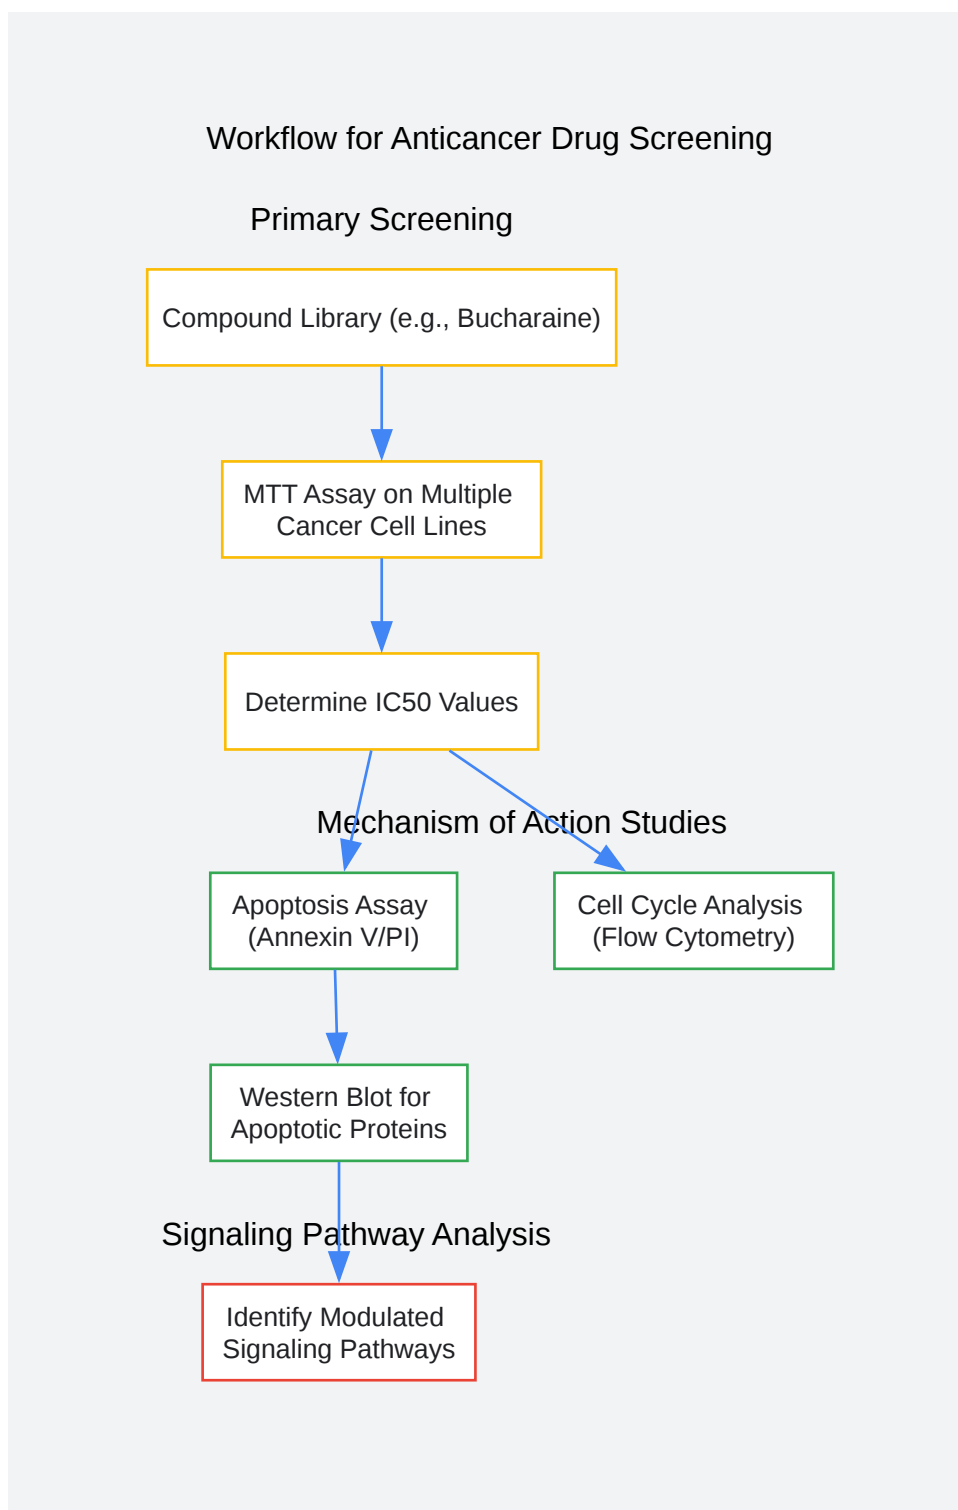 Workflow for Anticancer Drug Screening
Primary Screening
Compound Library (e.g., Bucharaine)
MTT Assay on Multiple
Cancer Cell Lines
Determine IC50 Values
Mechanism of Action Studies
Apoptosis Assay
(Annexin V/PI)
Cell Cycle Analysis
(Flow Cytometry)
Western Blot for
Apoptotic Proteins
Signaling Pathway Analysis
Identify Modulated
Signaling Pathways